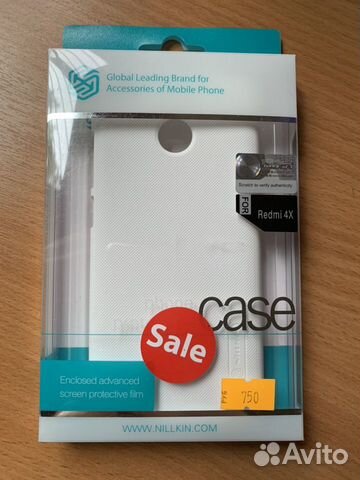 Global Leading Brand for
Accessories of Mobile Phone
Scratch to verify authenticity
FOR
Redmi 4X
case
Sale
Enclosed advanced
screen protective film
РУБ
750
WWW.NILLKIN.COM
Avito